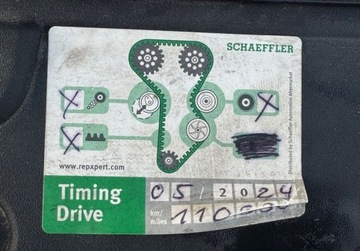 SCHAEFFLER
X
X
X
www.repxpert.com
Distributed by Schaeffler Automotive Aftermarket
Timing
Drive
05/2024
km/
miles